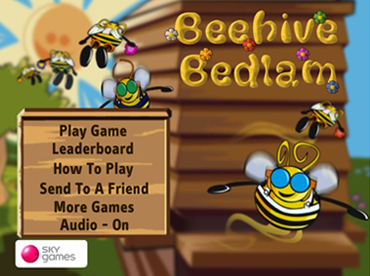 Beehive
Bedlam
Play Game
Leaderboard
How To Play
Send To A Friend
More Games
Audio - On
SKY
games